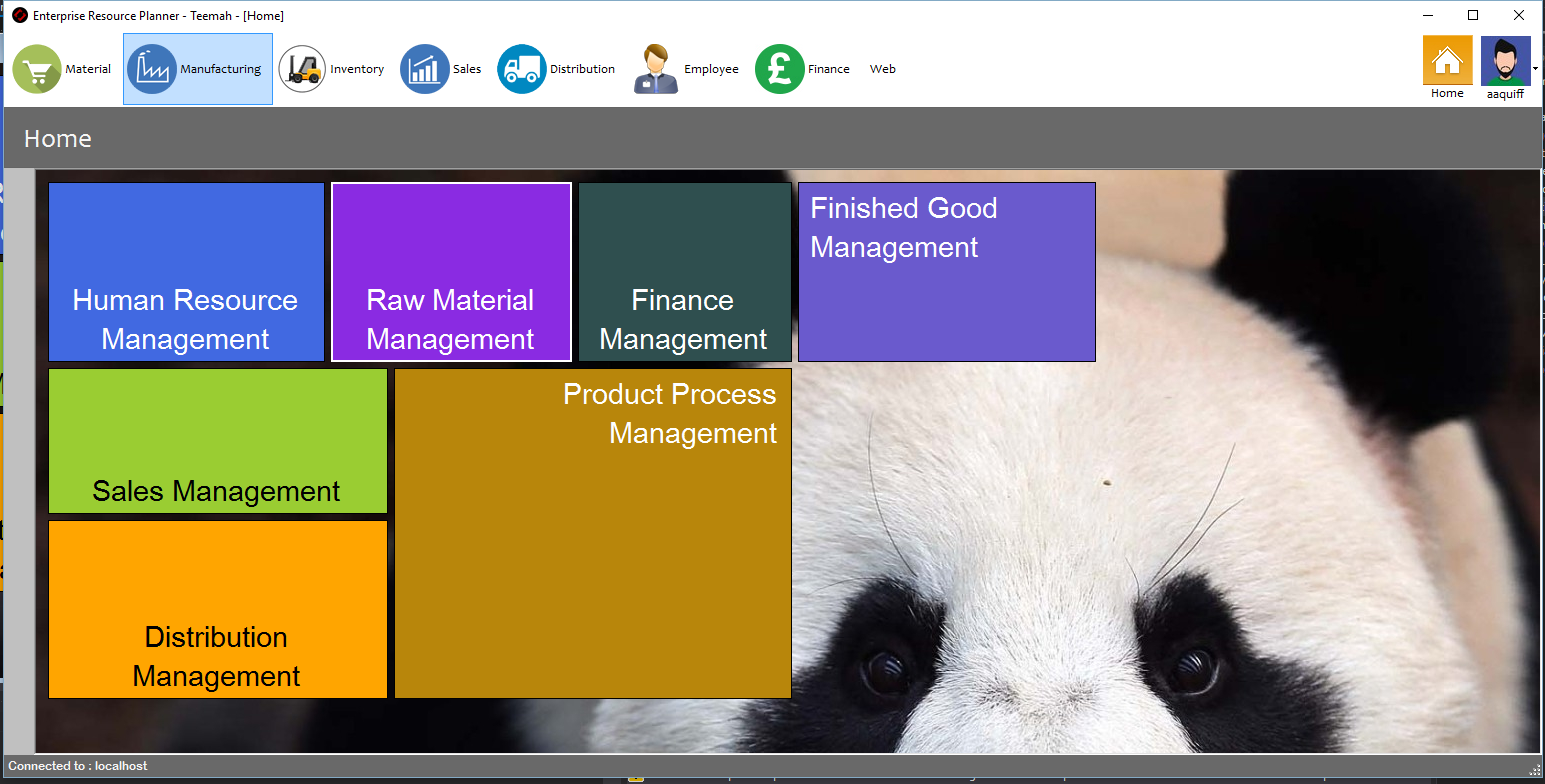 Enterprise Resource Planner - Teemah - [Home]
Material
Manufacturing
Inventory
Sales
Distribution
Employee
Finance
Web
Home
aaquiff
Home
Human Resource
Management
Raw Material
Management
Finance
Management
Finished Good
Management
Sales Management
Product Process
Management
Distribution
Management
Connected to : localhost